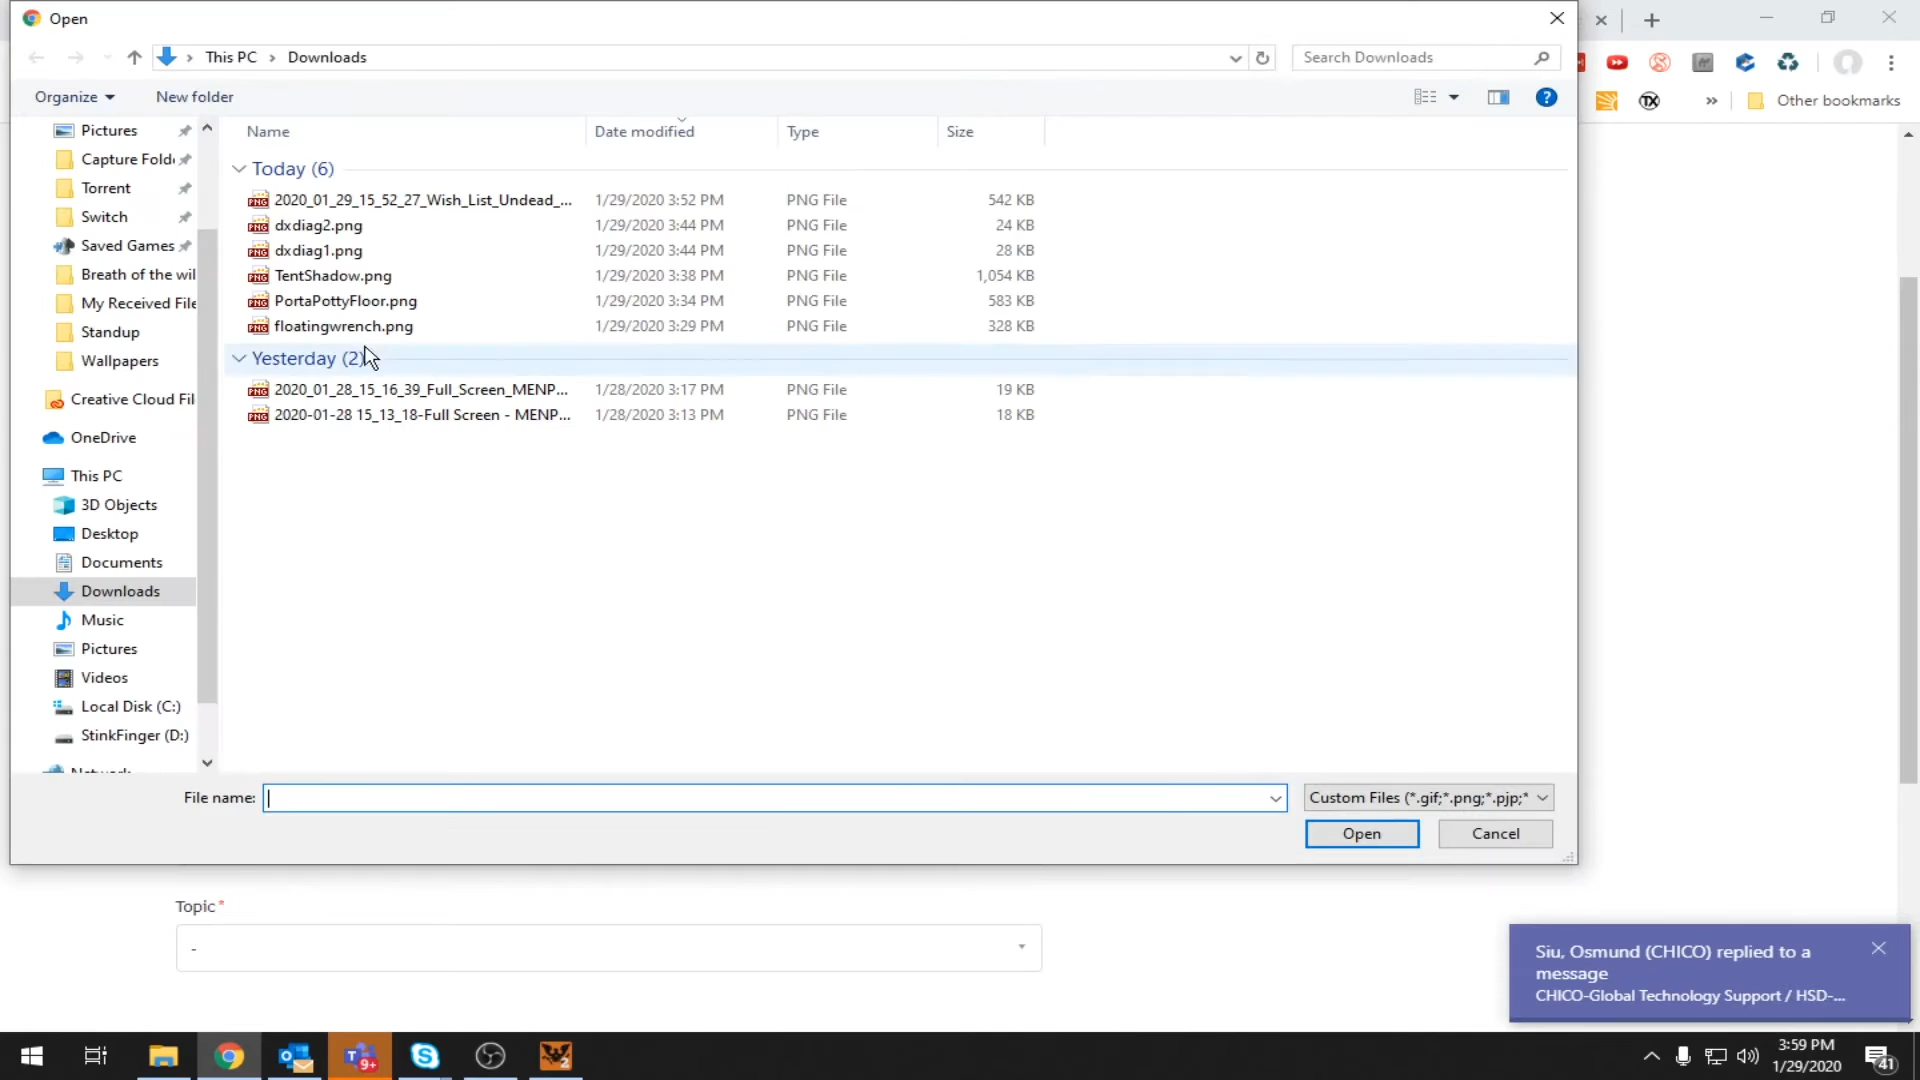 Open
This PC > Downloads
Search Downloads
Organize
New folder
Other bookmarks
Name
Date modified
Type
Size
Pictures
Capture Fold
Torrent
Switch
Saved Games
Breath of the wil
My Received File
Standup
Wallpapers
Creative Cloud Fil
OneDrive
This PC
3D Objects
Desktop
Documents
Downloads
Music
Pictures
Videos
Local Disk (C:)
StinkFinger (D:)
Today (6)
2020_01_29_15_52_27_Wish_List_Undead_... 1/29/2020 3:52 PM PNG File 542 KB
dxdiag2.png 1/29/2020 3:44 PM PNG File 24 KB
dxdiag1.png 1/29/2020 3:44 PM PNG File 28 KB
TentShadow.png 1/29/2020 3:38 PM PNG File 1,054 KB
PortaPottyFloor.png 1/29/2020 3:34 PM PNG File 583 KB
floatingwrench.png 1/29/2020 3:29 PM PNG File 328 KB
Yesterday (2)
2020_01_28_15_16_39_Full_Screen_MENP... 1/28/2020 3:17 PM PNG File 19 KB
2020-01-28 15_13_18-Full Screen - MENP... 1/28/2020 3:13 PM PNG File 18 KB
File name:
Custom Files (*.gif;*.png;*.pjp;*
Open
Cancel
Topic*
-
Siu, Osmund (CHICO) replied to a
message
CHICO-Global Technology Support / HSD-...
9+
2
3:59 PM
1/29/2020
41